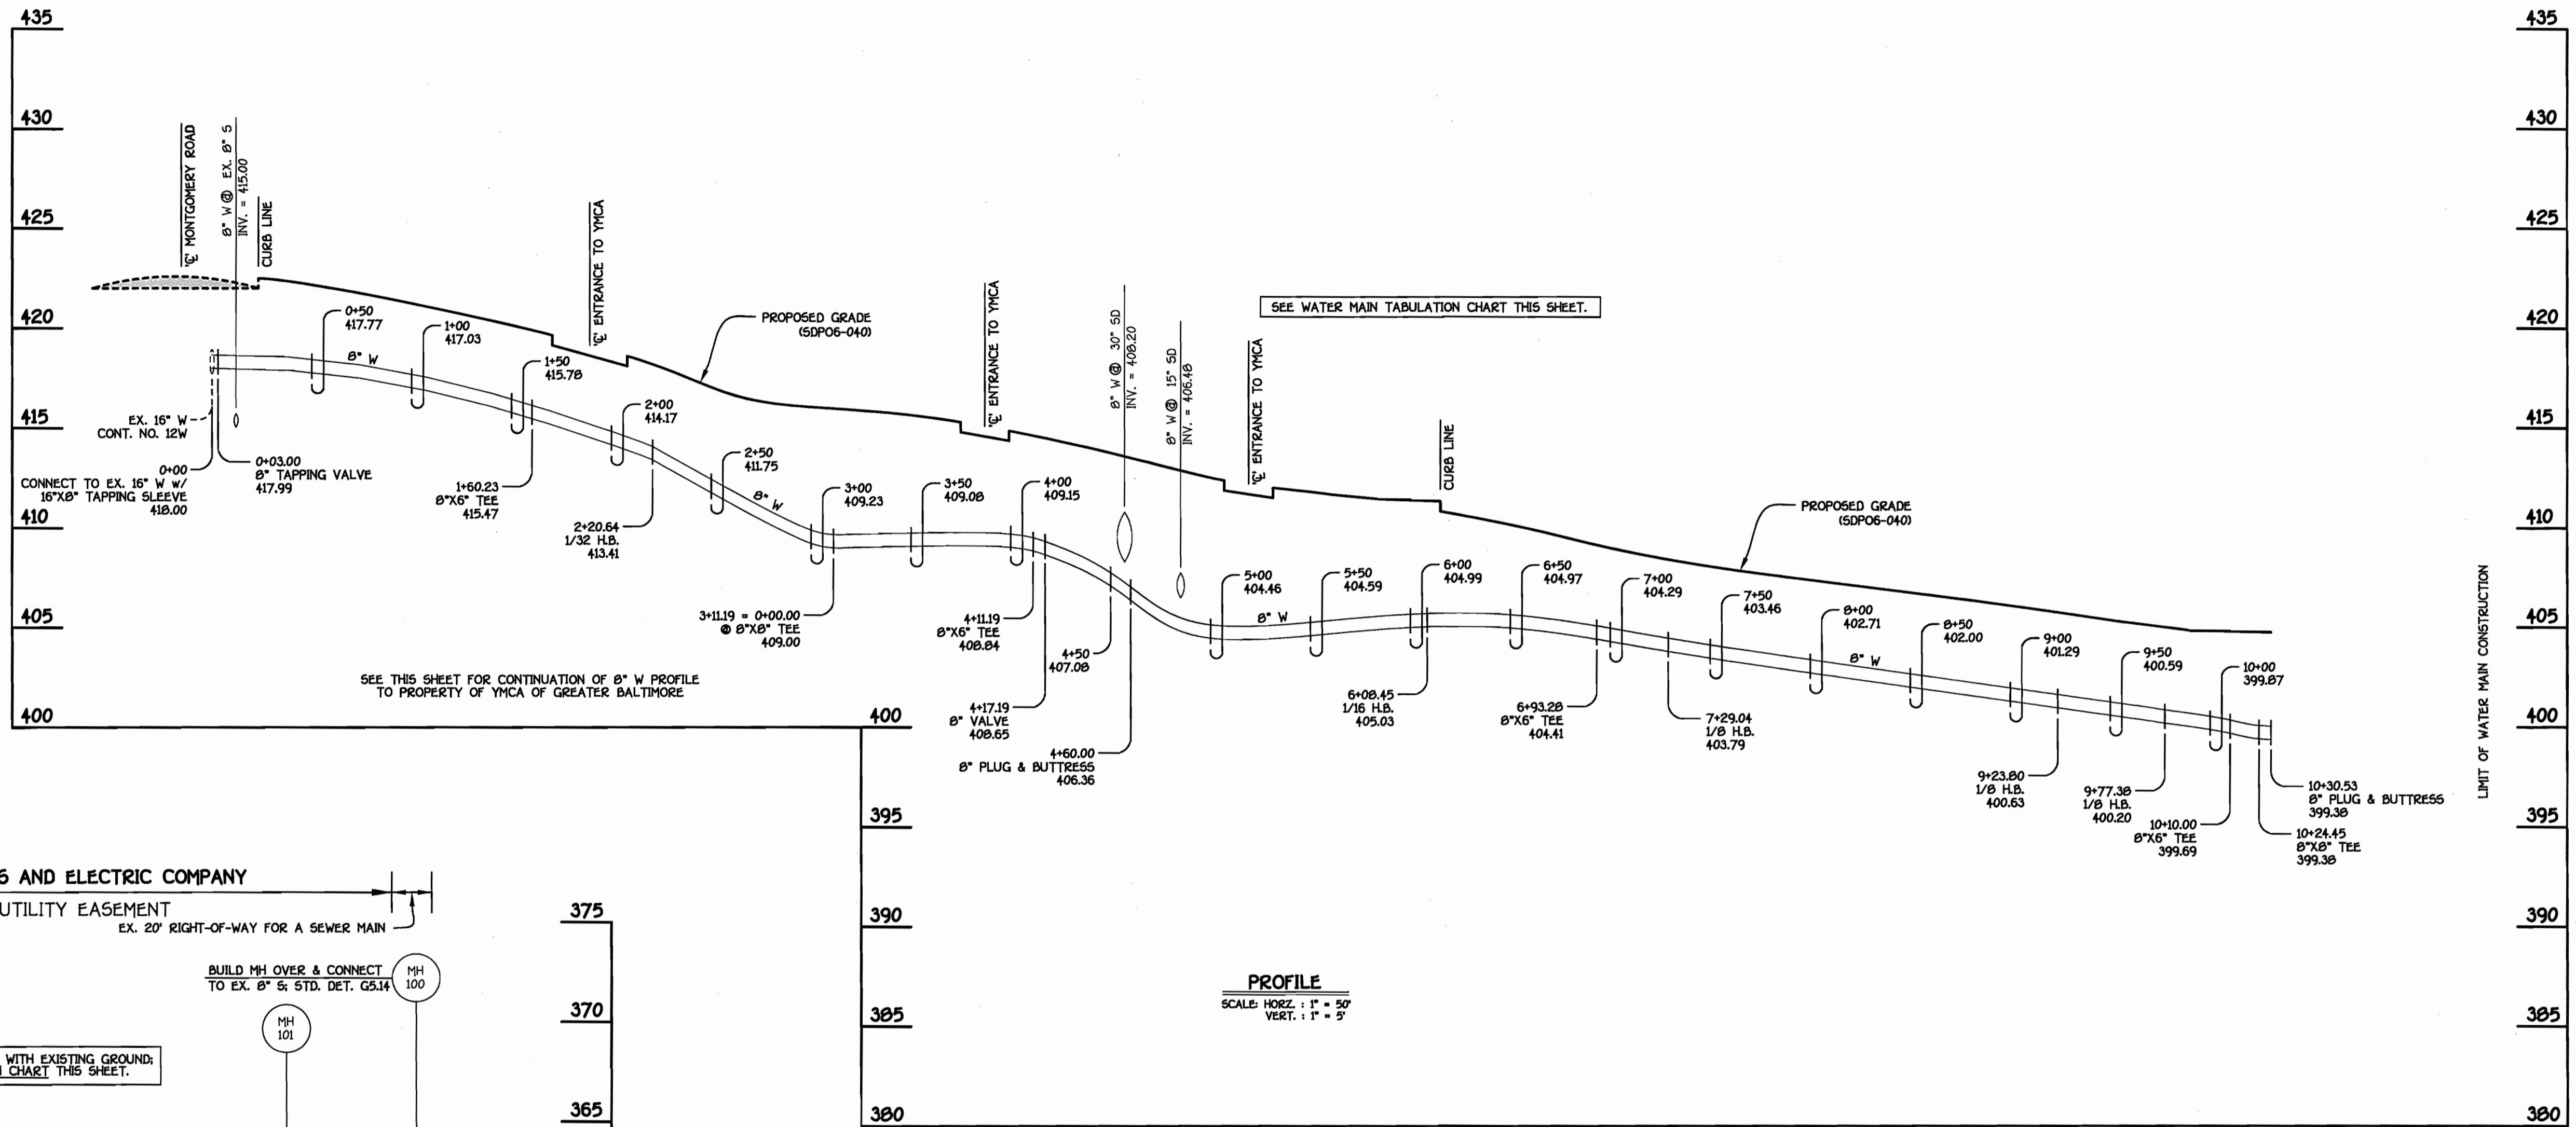 435
430
425
420
415
410
405
400
435
430
425
420
415
410
405
400
395
390
385
380
℄ MONTGOMERY ROAD
8" W @ EX. 8" S
INV. = 415.00
CURB LINE
℄ ENTRANCE TO YMCA
PROPOSED GRADE
(SDP06-040)
℄ ENTRANCE TO YMCA
8" W @ 30" SD
INV. = 408.20
8" W @ 15" SD
INV. = 406.48
SEE WATER MAIN TABULATION CHART THIS SHEET.
℄ ENTRANCE TO YMCA
CURB LINE
PROPOSED GRADE
(SDP06-040)
LIMIT OF WATER MAIN CONSTRUCTION
0+50
417.77
1+00
417.03
1+50
415.78
2+00
414.17
2+50
411.75
3+00
409.23
3+50
409.08
4+00
409.15
5+00
404.46
5+50
404.59
6+00
404.99
6+50
404.97
7+00
404.29
7+50
403.46
8+00
402.71
8+50
402.00
9+00
401.29
9+50
400.59
10+00
399.87
8" W
8" W
8" W
8" W
EX. 16" W
CONT. NO. 12W
0+00
CONNECT TO EX. 16" W W/
16"X8" TAPPING SLEEVE
418.00
0+03.00
8" TAPPING VALVE
417.99
1+60.23
8"X6" TEE
415.47
2+20.64
1/32 H.B.
413.41
3+11.19 = 0+00.00
@ 8"X8" TEE
409.00
4+11.19
8"X6" TEE
408.84
4+50
407.08
4+17.19
8" VALVE
408.65
4+60.00
8" PLUG & BUTTRESS
406.36
6+08.45
1/16 H.B.
405.03
6+93.28
8"X6" TEE
404.41
7+29.04
1/8 H.B.
403.79
9+23.80
1/8 H.B.
400.63
9+77.38
1/8 H.B.
400.20
10+10.00
8"X6" TEE
399.69
10+30.53
8" PLUG & BUTTRESS
399.38
10+24.45
8"X8" TEE
399.38
SEE THIS SHEET FOR CONTINUATION OF 8" W PROFILE
TO PROPERTY OF YMCA OF GREATER BALTIMORE
400
395
390
385
380
S AND ELECTRIC COMPANY
UTILITY EASEMENT
EX. 20' RIGHT-OF-WAY FOR A SEWER MAIN
375
370
365
BUILD MH OVER & CONNECT
TO EX. 8" S; STD. DET. G5.14
MH
100
MH
101
WITH EXISTING GROUND;
CHART THIS SHEET.
PROFILE
SCALE: HORZ. : 1" = 50'
VERT. : 1" = 5'